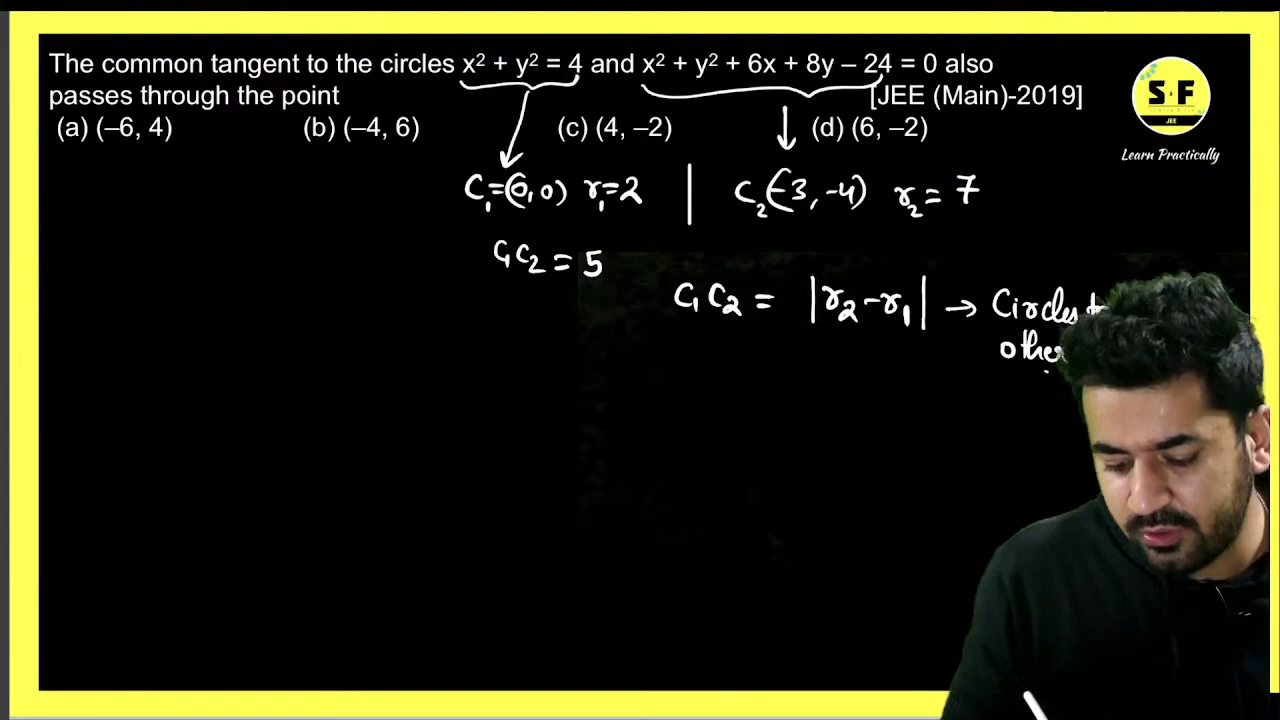 The common tangent to the circles x² + y² = 4 and x² + y² + 6x + 8y – 24 = 0 also
passes through the point [JEE (Main)-2019]
(a) (–6, 4) (b) (–4, 6) (c) (4, –2) (d) (6, –2)
S&F
JEE
Learn Practically
C₁=(0,0) r₁=2 | C₂(-3,-4) r₂=7
C₁C₂=5
C₁C₂ = |r₂-r₁| → Circles
other